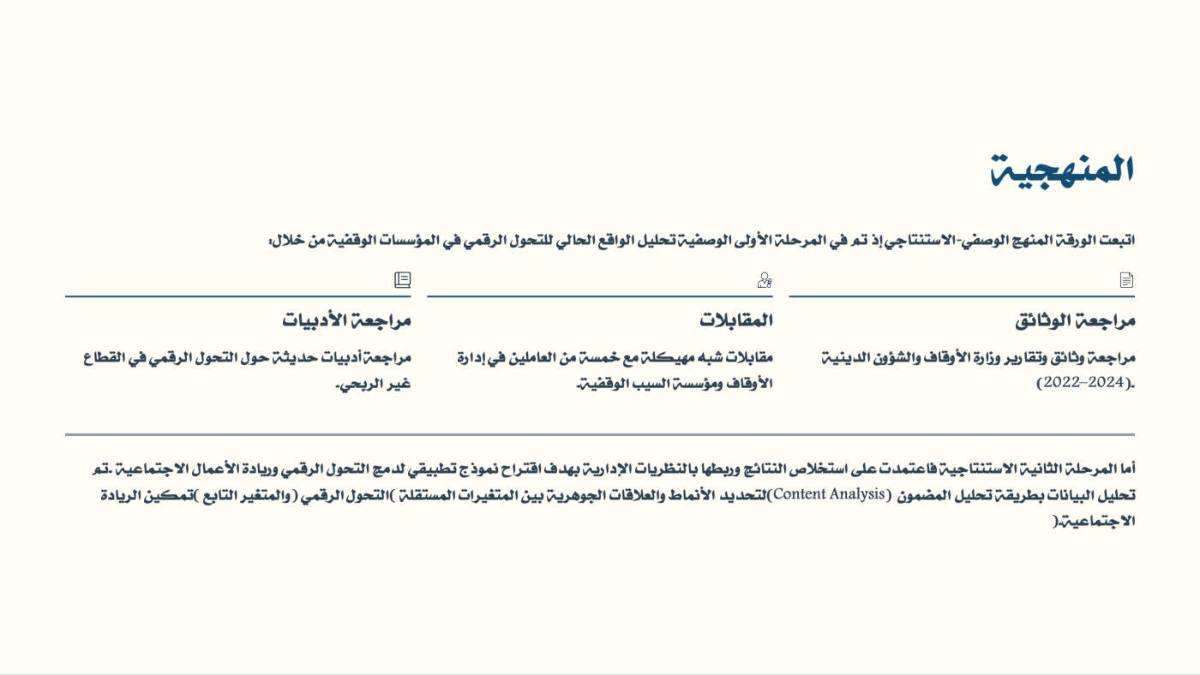 المنهجية
اتبعت الورقة المنهج الوصفي-الاستنتاجي إذ تم في المرحلة الأولى الوصفية تحليل الواقع الحالي للتحول الرقمي في المؤسسات الوقفية من خلال:
مراجعة الوثائق
مراجعة وثائق وتقارير وزارة الأوقاف والشؤون الدينية
(2022–2024).
المقابلات
مقابلات شبه مهيكلة مع خمسة من العاملين في إدارة
الأوقاف ومؤسسة السيب الوقفية.
مراجعة الأدبيات
مراجعة أدبيات حديثة حول التحول الرقمي في القطاع
غير الربحي.
أما المرحلة الثانية الاستنتاجية فاعتمدت على استخلاص النتائج وربطها بالنظريات الإدارية بهدف اقتراح نموذج تطبيقي لدمج التحول الرقمي وريادة الأعمال الاجتماعية .تم
تحليل البيانات بطريقة تحليل المضمون (Content Analysis) لتحديد الأنماط والعلاقات الجوهرية بين المتغيرات المستقلة )التحول الرقمي( والمتغير التابع )تمكين الريادة
الاجتماعية.(